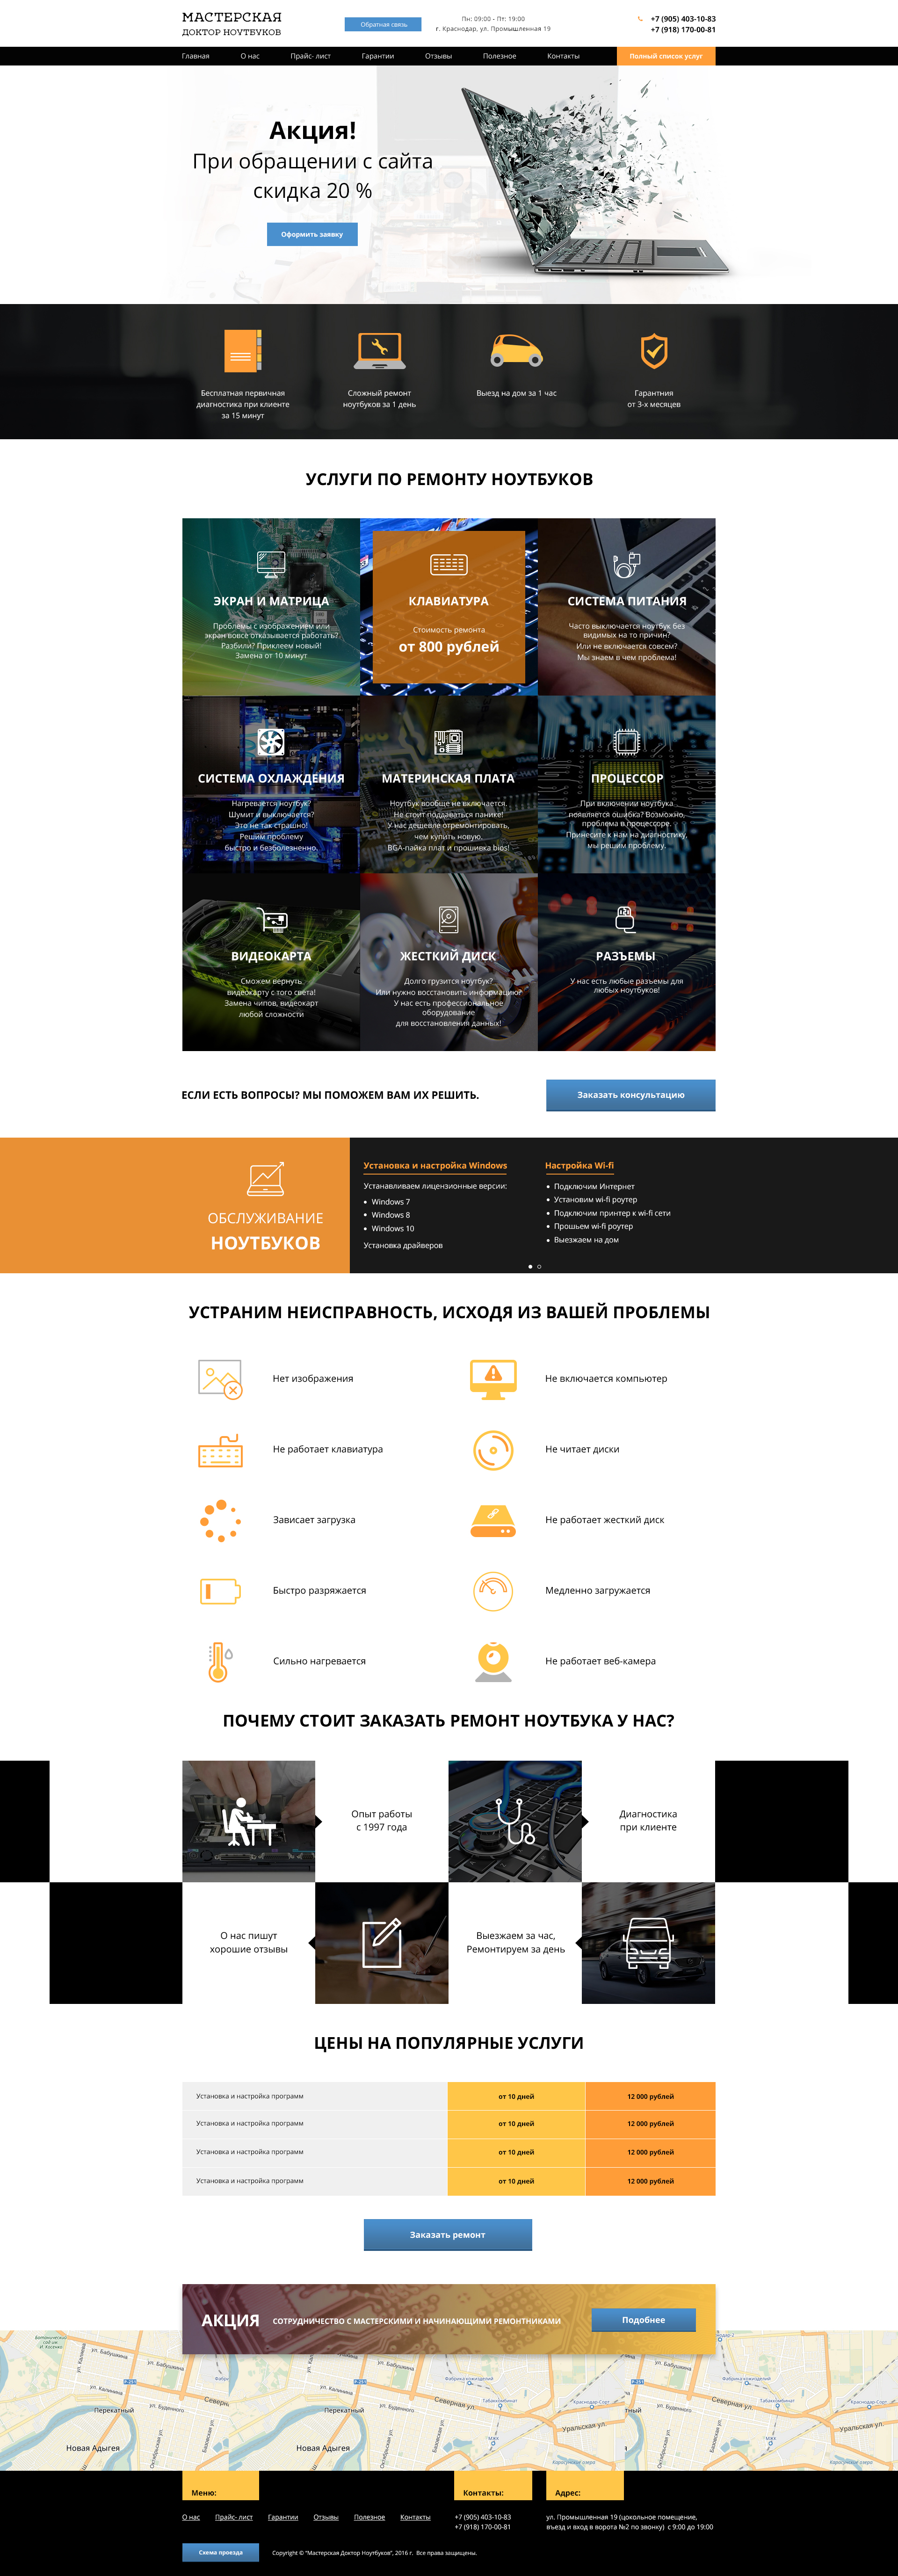 МАСТЕРСКАЯ
ДОКТОР НОУТБУКОВ
Обратная связь
Пн: 09:00 - Пт: 19:00
г. Краснодар, ул. Промышленная 19
+7 (905) 403-10-83
+7 (918) 170-00-81
Главная
О нас
Прайс- лист
Гарантии
Отзывы
Полезное
Контакты
Полный список услуг
Акция!
При обращении с сайта
скидка 20 %
Оформить заявку
Бесплатная первичная
диагностика при клиенте
за 15 минут
Сложный ремонт
ноутбуков за 1 день
Выезд на дом за 1 час
Гарантния
от 3-х месяцев
УСЛУГИ ПО РЕМОНТУ НОУТБУКОВ
ЭКРАН И МАТРИЦА
Проблемы с изображением или
экран вовсе отказывается работать?
Разбили? Приклеем новый!
Замена от 10 минут
КЛАВИАТУРА
Стоимость ремонта
от 800 рублей
СИСТЕМА ПИТАНИЯ
Часто выключается ноутбук без
видимых на то причин?
Или не включается совсем?
Мы знаем в чем проблема!
СИСТЕМА ОХЛАЖДЕНИЯ
Нагревается ноутбук?
Шумит и выключается?
Это не так страшно!
Решим проблему
быстро и безболезненно.
МАТЕРИНСКАЯ ПЛАТА
Ноутбук вообще не включается.
Не стоит поддаваться панике!
У нас дешевле отремонтировать,
чем купить новую.
BGA-пайка плат и прошивка bios!
ПРОЦЕССОР
При включении ноутбука
появляется ошибка? Возможно,
проблема в процессоре.
Принесите к нам на диагностику,
мы решим проблему.
ВИДЕОКАРТА
Сможем вернуть
видеокарту с того света!
Замена чипов, видеокарт
любой сложности
ЖЕСТКИЙ ДИСК
Долго грузится ноутбук?
Или нужно восстановить информацию?
У нас есть профессиональное
оборудование
для восстановления данных!
РАЗЪЕМЫ
У нас есть любые разъемы для
любых ноутбуков!
ЕСЛИ ЕСТЬ ВОПРОСЫ? МЫ ПОМОЖЕМ ВАМ ИХ РЕШИТЬ.
Заказать консультацию
ОБСЛУЖИВАНИЕ
НОУТБУКОВ
Установка и настройка Windows
Устанавливаем лицензионные версии:
Windows 7
Windows 8
Windows 10
Установка драйверов
Настройка Wi-fi
Подключим Интернет
Установим wi-fi роутер
Подключим принтер к wi-fi сети
Прошьем wi-fi роутер
Выезжаем на дом
УСТРАНИМ НЕИСПРАВНОСТЬ, ИСХОДЯ ИЗ ВАШЕЙ ПРОБЛЕМЫ
Нет изображения
Не включается компьютер
Не работает клавиатура
Не читает диски
Зависает загрузка
Не работает жесткий диск
Быстро разряжается
Медленно загружается
Сильно нагревается
Не работает веб-камера
ПОЧЕМУ СТОИТ ЗАКАЗАТЬ РЕМОНТ НОУТБУКА У НАС?
Опыт работы
с 1997 года
Диагностика
при клиенте
О нас пишут
хорошие отзывы
Выезжаем за час,
Ремонтируем за день
ЦЕНЫ НА ПОПУЛЯРНЫЕ УСЛУГИ
Установка и настройка программ
от 10 дней
12 000 рублей
Установка и настройка программ
от 10 дней
12 000 рублей
Установка и настройка программ
от 10 дней
12 000 рублей
Установка и настройка программ
от 10 дней
12 000 рублей
Заказать ремонт
АКЦИЯ
СОТРУДНИЧЕСТВО С МАСТЕРСКИМИ И НАЧИНАЮЩИМИ РЕМОНТНИКАМИ
Подобнее
Ботанический
сад им.
И. Косенко
ул. Калинина
ул. Бабушкина
ул. Будённого
Перекатный
Новая Адыгея
Октябрьская ул.
Фабрика кожизделий
Северная ул.
Табаккомбинат
Краснодар-Сорт
Уральская ул.
МЖК
Карасунские озера
Меню:
Контакты:
Адрес:
О нас
Прайс- лист
Гарантии
Отзывы
Полезное
Контакты
+7 (905) 403-10-83
+7 (918) 170-00-81
ул. Промышленная 19 (цокольное помещение,
въезд и вход в ворота №2 по звонку) с 9:00 до 19:00
Схема проезда
Copyright © "Мастерская Доктор Ноутбуков", 2016 г. Все права защищены.